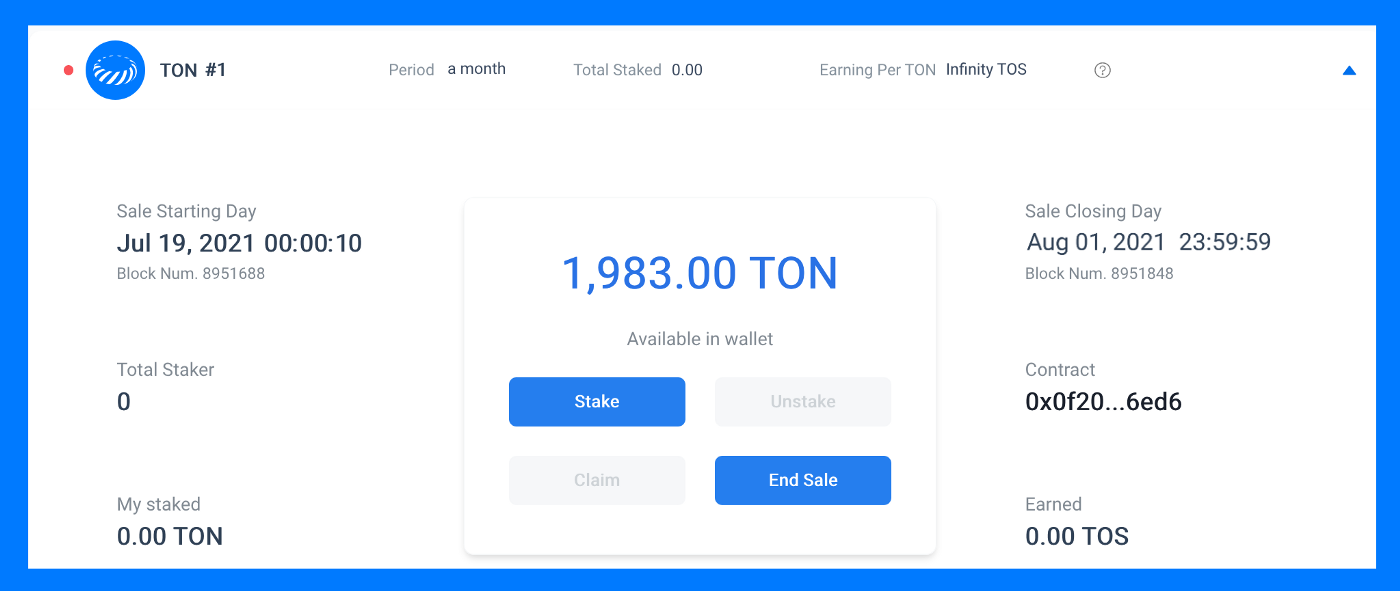 TON #1
Period a month
Total Staked 0.00
Earning Per TON Infinity TOS
?
Sale Starting Day
Jul 19, 2021 00:00:10
Block Num. 8951688
Total Staker
0
My staked
0.00 TON
1,983.00 TON
Available in wallet
Stake
Unstake
Claim
End Sale
Sale Closing Day
Aug 01, 2021 23:59:59
Block Num. 8951848
Contract
0x0f20...6ed6
Earned
0.00 TOS